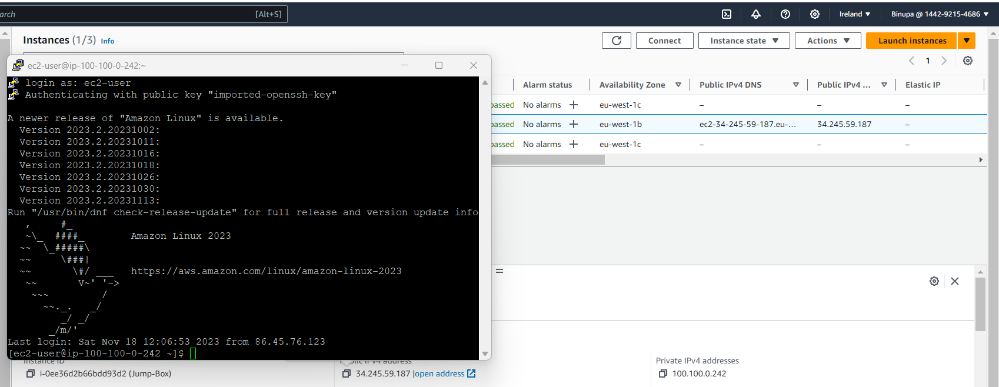 arch [Alt+S] Ireland ▼ Binupa @ 1442-9215-4686 ▼
Instances (1/3) Info Connect Instance state ▼ Actions ▼ Launch instances ▼
1
Alarm status Availability Zone ▼ Public IPv4 DNS ▼ Public IPv4 ... ▼ Elastic IP
passed No alarms + eu-west-1c – – –
passed No alarms + eu-west-1b ec2-34-245-59-187.eu-... 34.245.59.187 –
passed No alarms + eu-west-1c – – –
ec2-user@ip-100-100-0-242:~
login as: ec2-user
Authenticating with public key "imported-openssh-key"
A newer release of "Amazon Linux" is available.
Version 2023.2.20231002:
Version 2023.2.20231011:
Version 2023.2.20231016:
Version 2023.2.20231018:
Version 2023.2.20231026:
Version 2023.2.20231030:
Version 2023.2.20231113:
Run "/usr/bin/dnf check-release-update" for full release and version update info
   ,     #_
   ~\_  ####_        Amazon Linux 2023
  ~~  \_#####\
  ~~     \###|
  ~~       \#/ ___   https://aws.amazon.com/linux/amazon-linux-2023
   ~~       V~' '->
    ~~~         /
      ~~._.   _/
         _/ _/
       _/m/'
Last login: Sat Nov 18 12:06:53 2023 from 86.45.76.123
[ec2-user@ip-100-100-0-242 ~]$
Instance ID Public IPv4 address Private IPv4 addresses
i-0ee36d2b66bdd93d2 (Jump-Box) 34.245.59.187 |open address 100.100.0.242